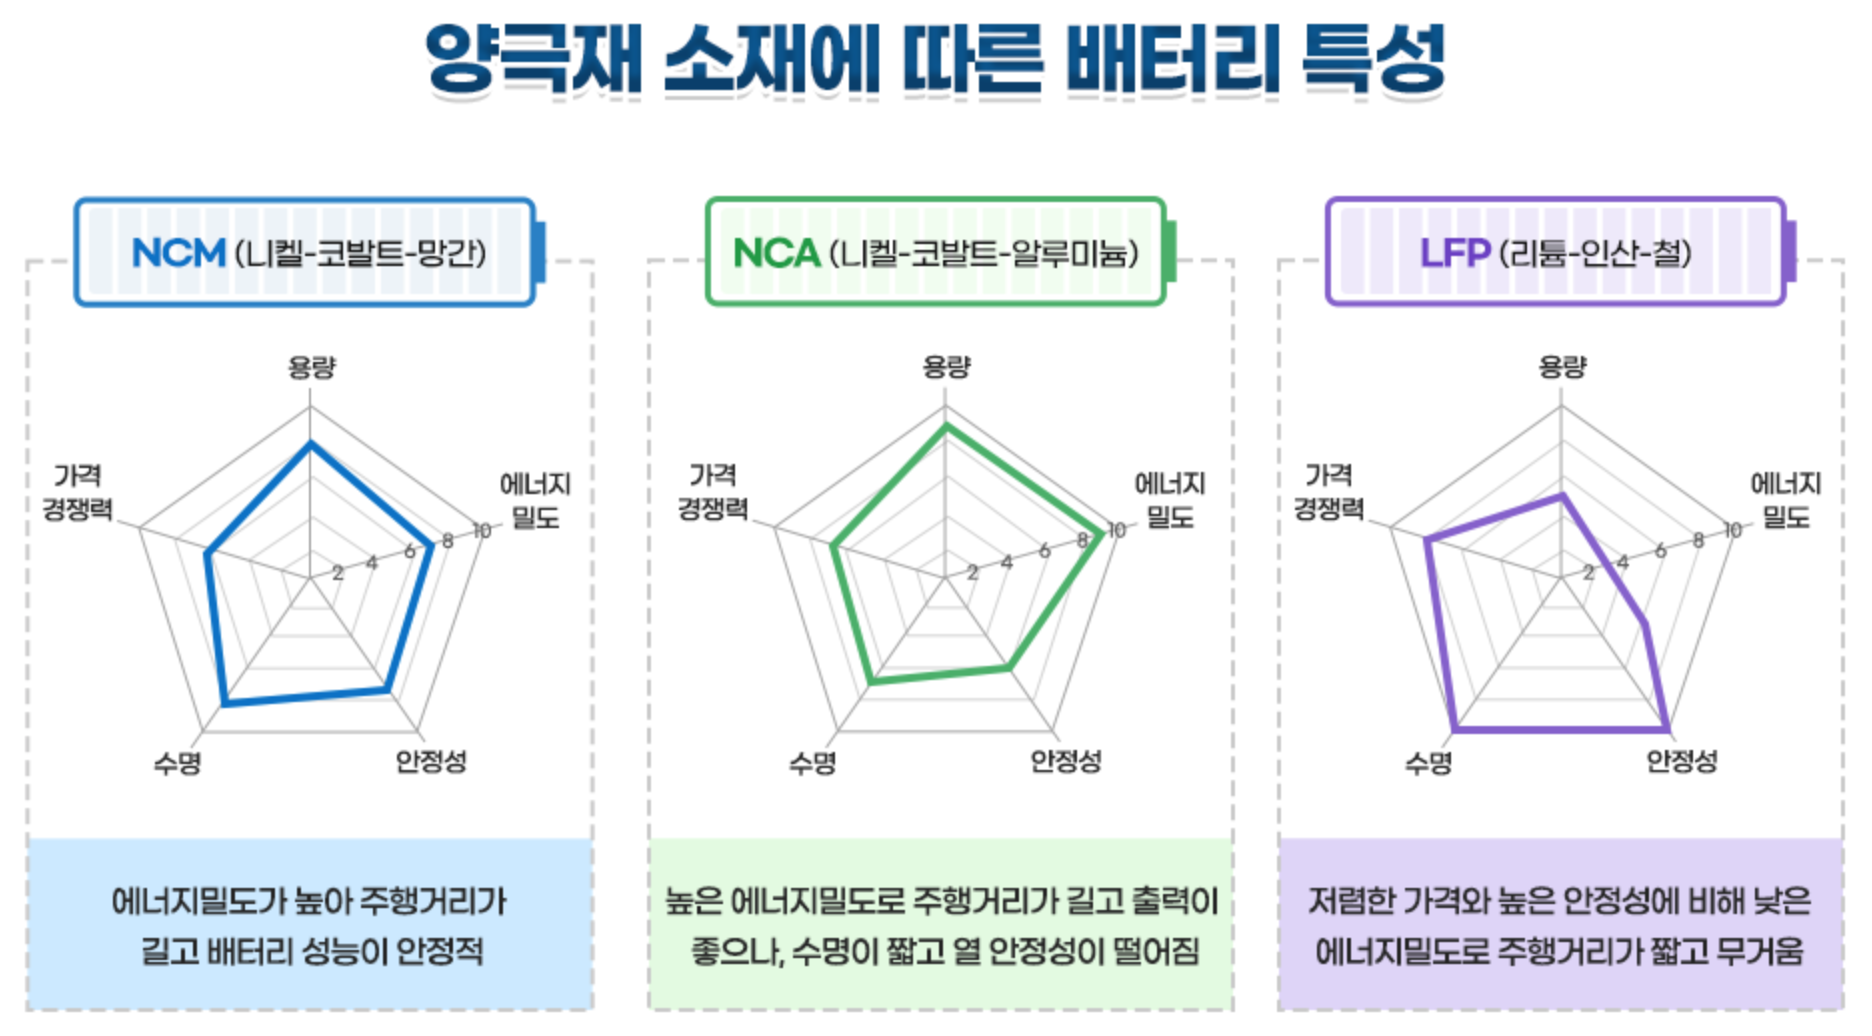 양극재 소재에 따른 배터리 특성
NCM (니켈-코발트-망간)
용량
가격
경쟁력
에너지
밀도
2 4 6 8 10
수명
안정성
에너지밀도가 높아 주행거리가
길고 배터리 성능이 안정적
NCA (니켈-코발트-알루미늄)
용량
가격
경쟁력
에너지
밀도
2 4 6 8 10
수명
안정성
높은 에너지밀도로 주행거리가 길고 출력이
좋으나, 수명이 짧고 열 안정성이 떨어짐
LFP (리튬-인산-철)
용량
가격
경쟁력
에너지
밀도
2 4 6 8 10
수명
안정성
저렴한 가격와 높은 안정성에 비해 낮은
에너지밀도로 주행거리가 짧고 무거움